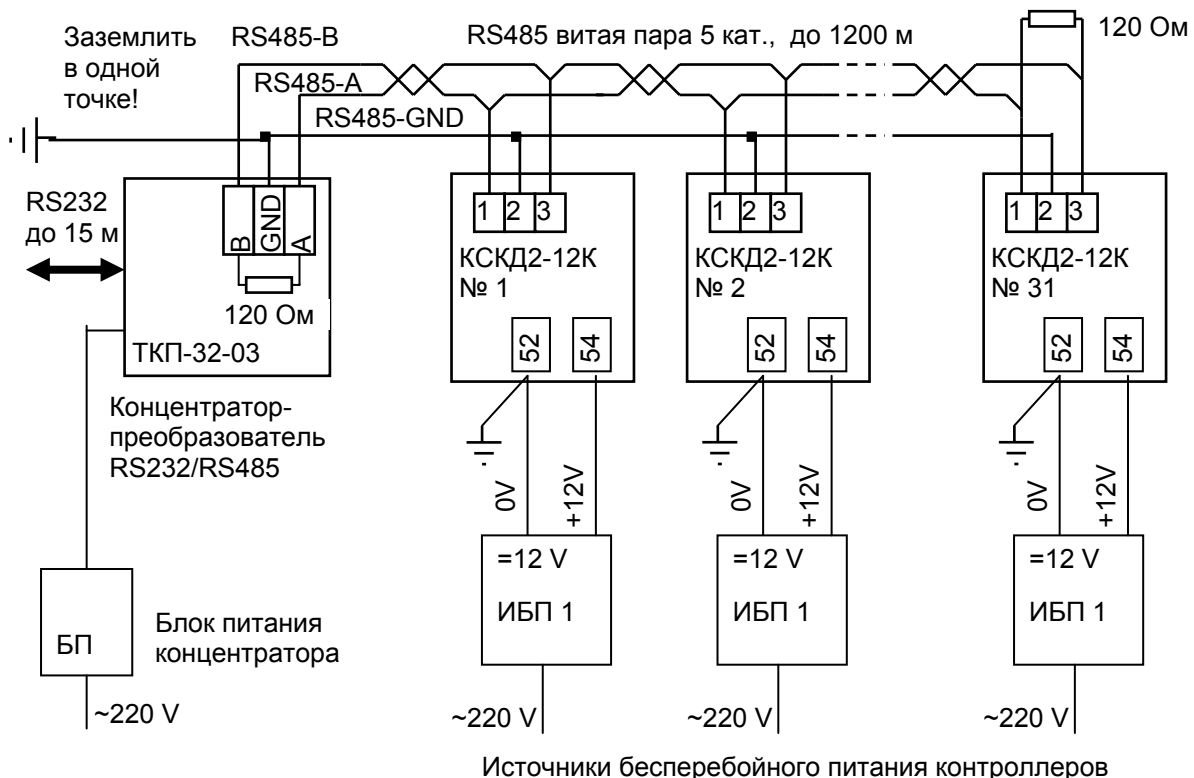 Заземлить
в одной
точке!
RS485-B
RS485 витая пара 5 кат., до 1200 м
120 Ом
RS485-A
RS485-GND
RS232
до 15 м
B
GND
A
120 Ом
ТКП-32-03
1 2 3
КСКД2-12К
№ 1
52
54
1 2 3
КСКД2-12К
№ 2
52
54
1 2 3
КСКД2-12К
№ 31
52
54
Концентратор-
преобразователь
RS232/RS485
0V
+12V
0V
+12V
0V
+12V
=12 V
ИБП 1
=12 V
ИБП 1
=12 V
ИБП 1
БП
Блок питания
концентратора
~220 V
~220 V
~220 V
~220 V
Источники бесперебойного питания контроллеров